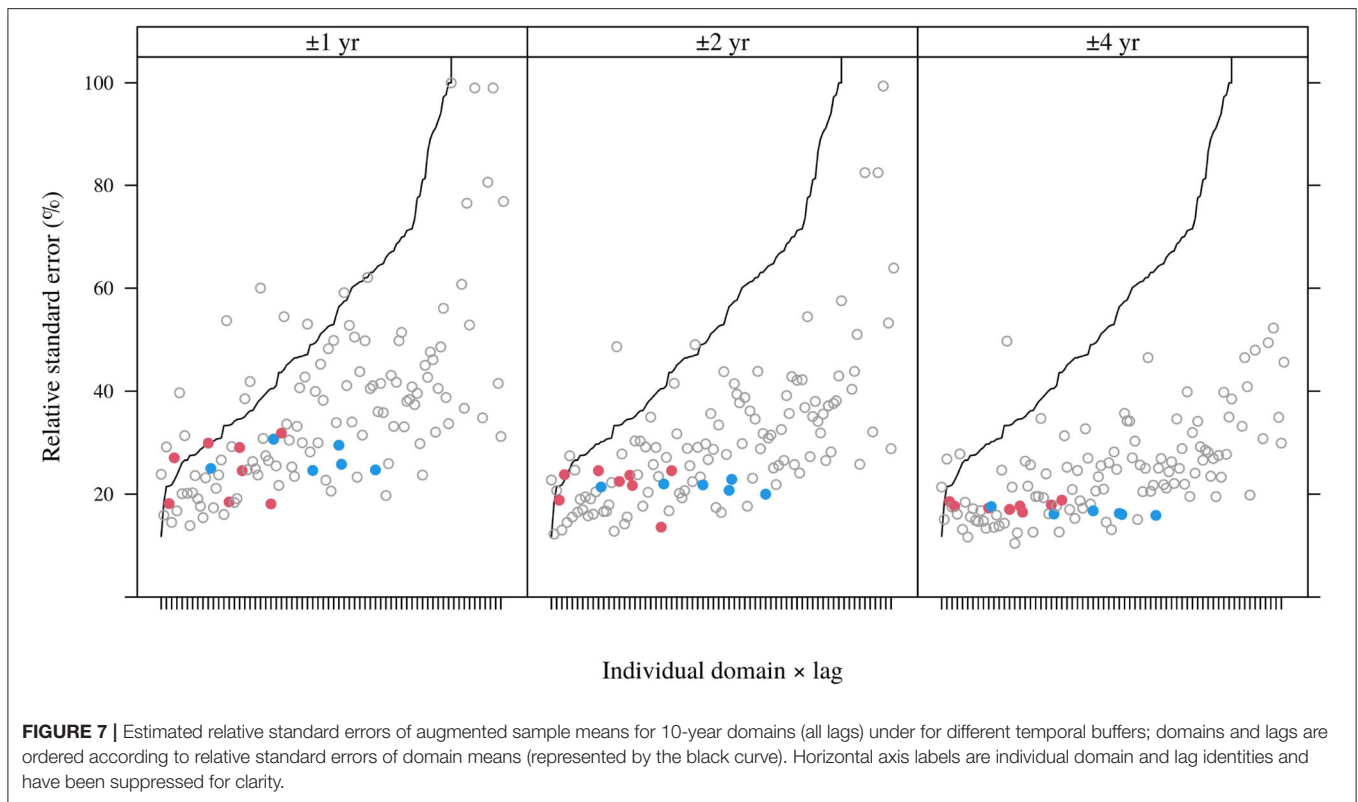 ±1 yr ±2 yr ±4 yr
100
80
60
40
20
Relative standard error (%)
Individual domain × lag
FIGURE 7 | Estimated relative standard errors of augmented sample means for 10-year domains (all lags) under for different temporal buffers; domains and lags are
ordered according to relative standard errors of domain means (represented by the black curve). Horizontal axis labels are individual domain and lag identities and
have been suppressed for clarity.